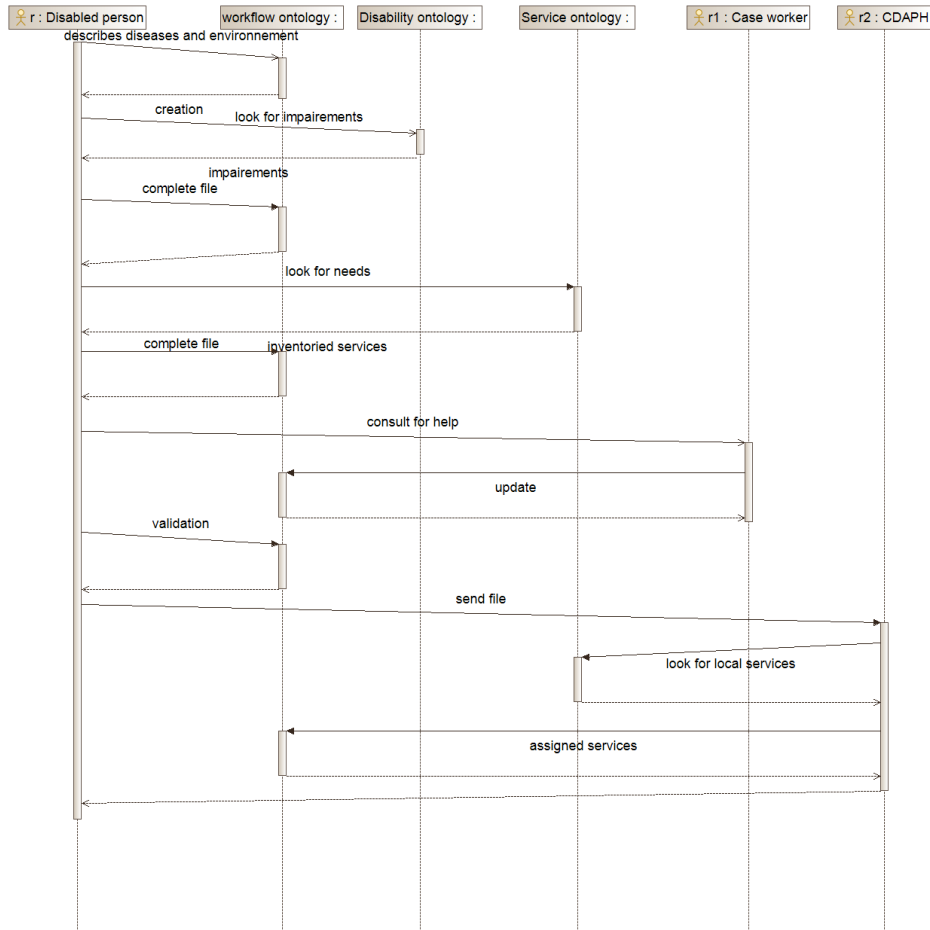 r : Disabled person
workflow ontology :
Disability ontology :
Service ontology :
r1 : Case worker
r2 : CDAPH
describes diseases and environnement
creation
look for impairements
impairements
complete file
look for needs
complete file
inventoried services
consult for help
update
validation
send file
look for local services
assigned services